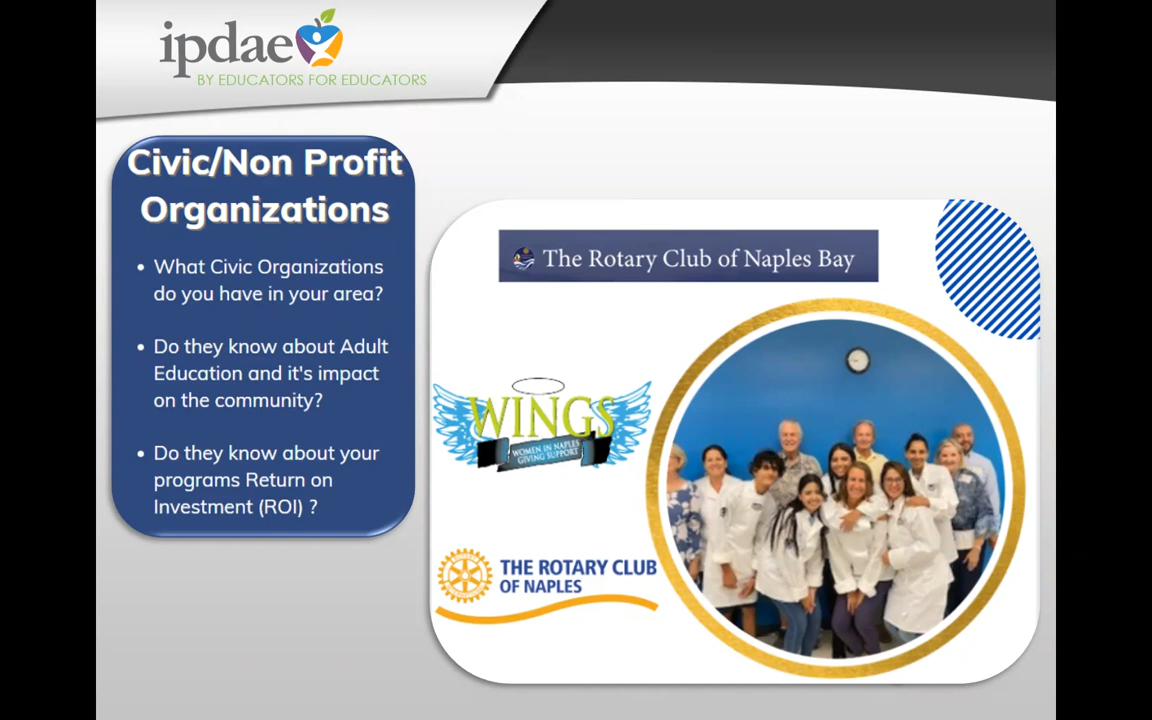 ipdae
BY EDUCATORS FOR EDUCATORS
Civic/Non Profit
Organizations
• What Civic Organizations
do you have in your area?
• Do they know about Adult
Education and it's impact
on the community?
• Do they know about your
programs Return on
Investment (ROI) ?
The Rotary Club of Naples Bay
WINGS
WOMEN IN NAPLES
GIVING SUPPORT
THE ROTARY CLUB
OF NAPLES